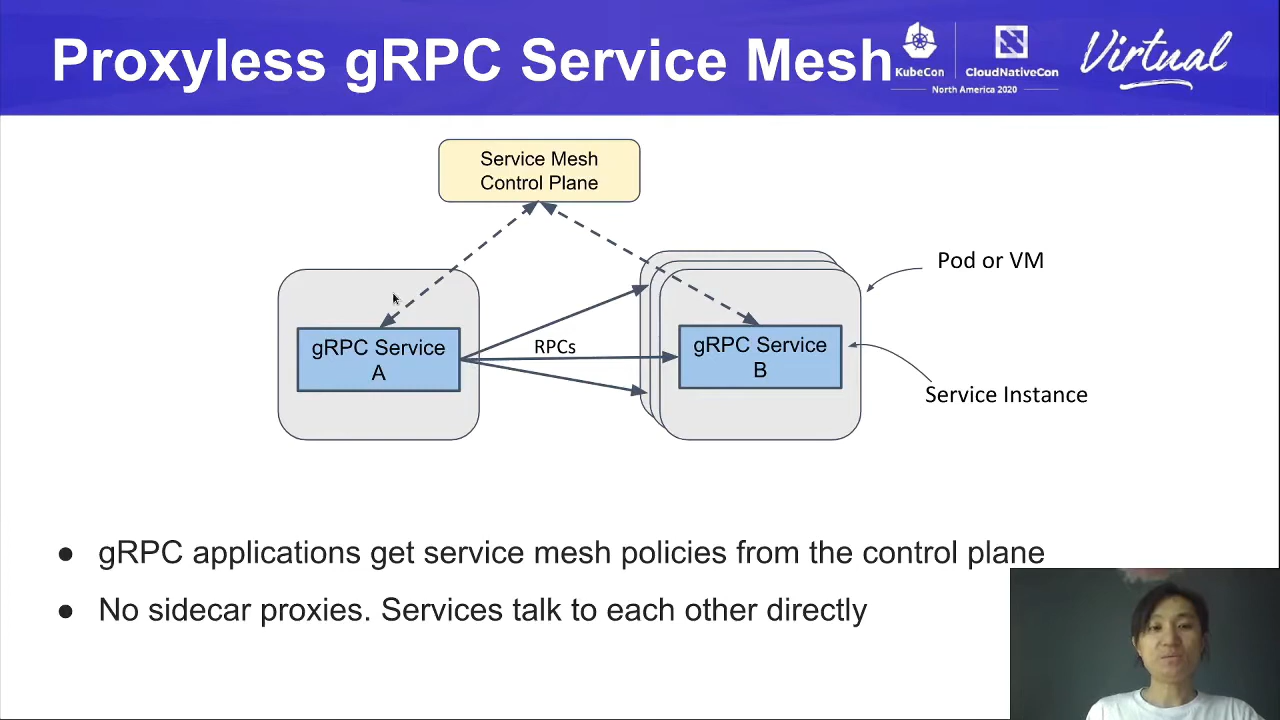 Proxyless gRPC Service Mesh
KubeCon
CloudNativeCon
North America 2020
Virtual
Service Mesh
Control Plane
Pod or VM
gRPC Service
A
RPCs
gRPC Service
B
Service Instance
● gRPC applications get service mesh policies from the control plane
● No sidecar proxies. Services talk to each other directly